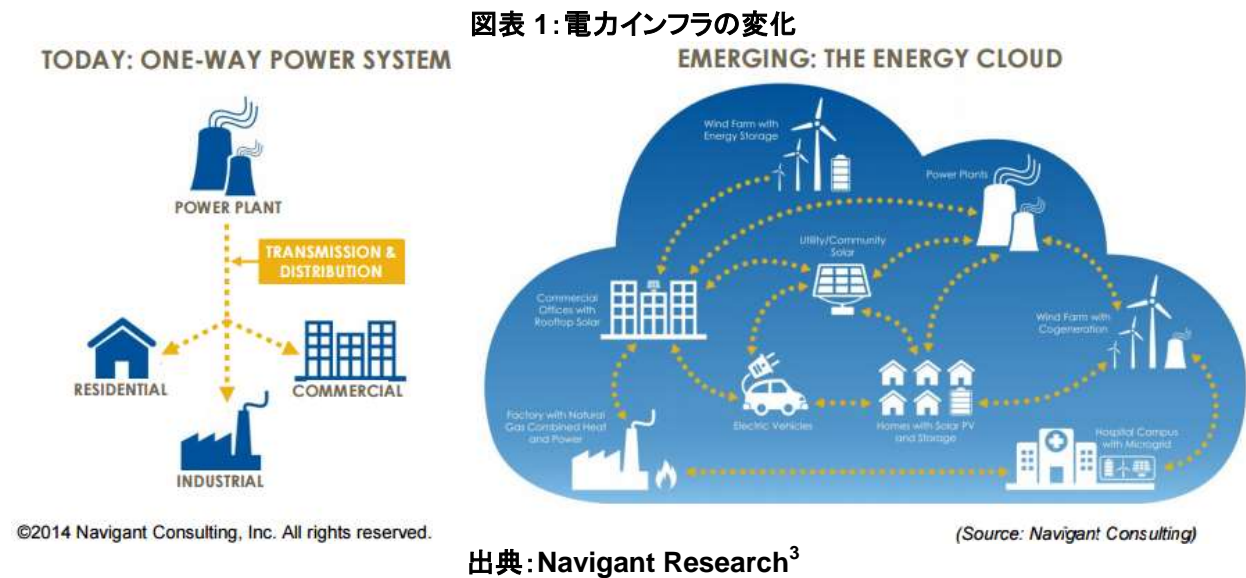 図表 1：電力インフラの変化
TODAY: ONE-WAY POWER SYSTEM
POWER PLANT
TRANSMISSION &
DISTRIBUTION
RESIDENTIAL
COMMERCIAL
INDUSTRIAL
©2014 Navigant Consulting, Inc. All rights reserved.
EMERGING: THE ENERGY CLOUD
Wind Farm with
Energy Storage
Power Plants
Utility/Community
Solar
Commercial
Offices with
Rooftop Solar
Wind Farm with
Cogeneration
Factory with Natural
Gas Combined Heat
and Power
Electric Vehicles
Homes with Solar PV
and Storage
Hospital Campus
with Microgrid
(Source: Navigant Consulting)
出典：Navigant Research3